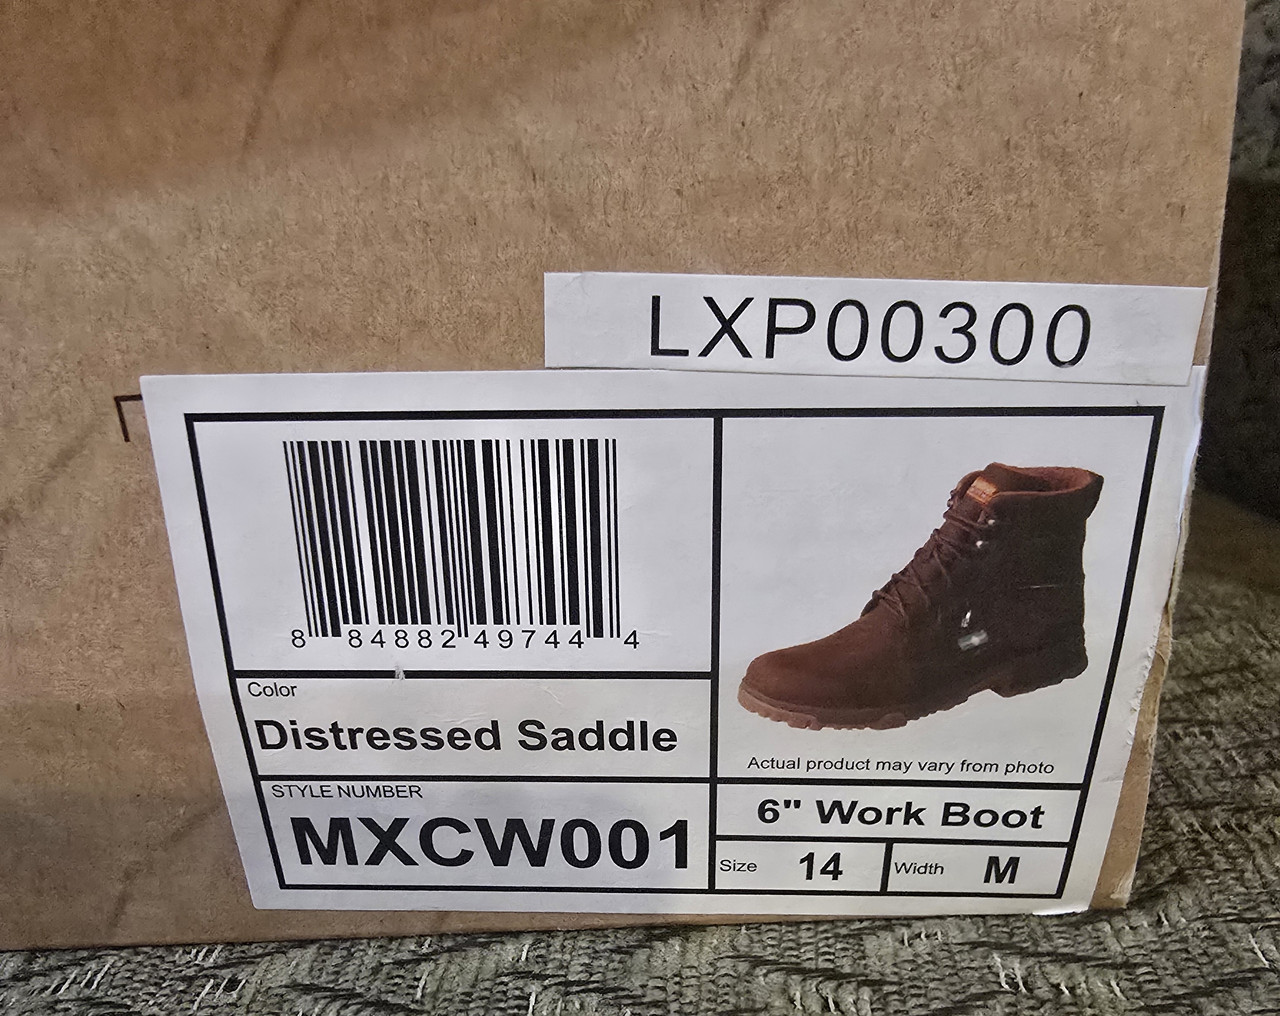 LXP00300
8 84882 49744 4
Color
Distressed Saddle
STYLE NUMBER
MXCW001
Actual product may vary from photo
6" Work Boot
Size 14 Width M